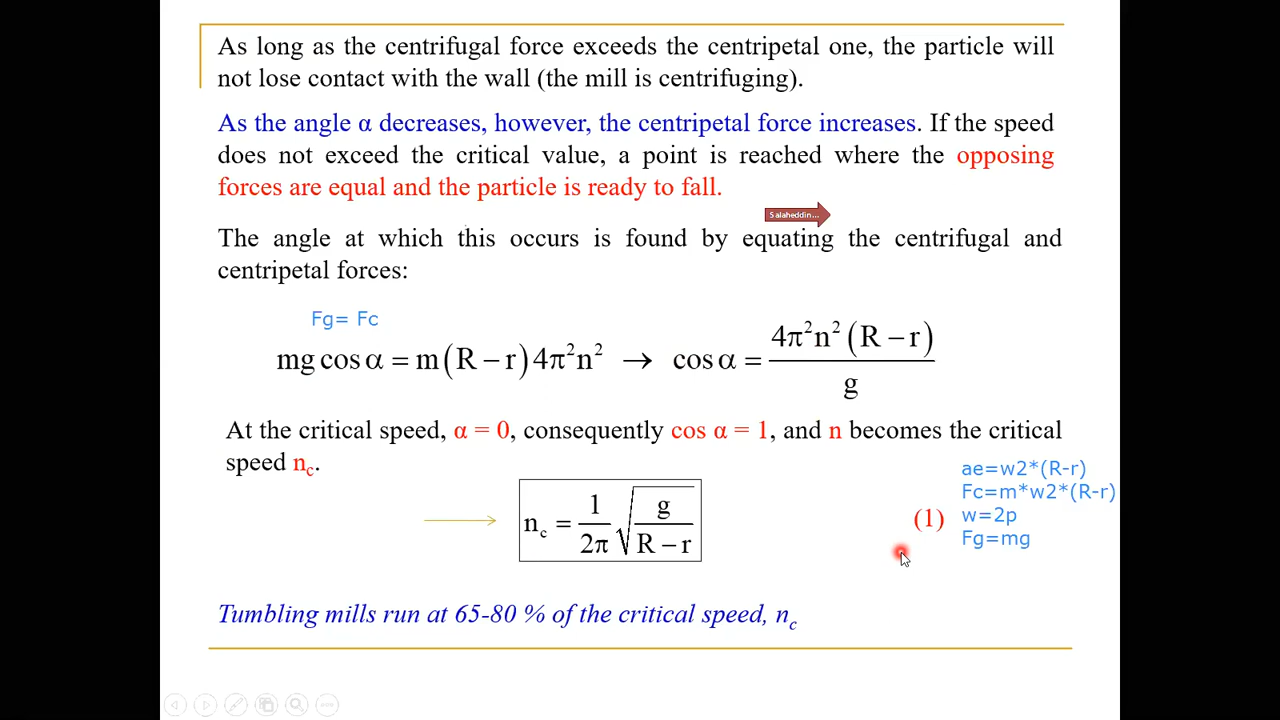 As long as the centrifugal force exceeds the centripetal one, the particle will
not lose contact with the wall (the mill is centrifuging).
As the angle α decreases, however, the centripetal force increases. If the speed
does not exceed the critical value, a point is reached where the opposing
forces are equal and the particle is ready to fall.
Salaheddin...
The angle at which this occurs is found by equating the centrifugal and
centripetal forces:
Fg= Fc
mg cos α = m(R − r)4π²n² → cos α = 4π²n²(R − r) / g
At the critical speed, α = 0, consequently cos α = 1, and n becomes the critical
speed n_c.
n_c = 1/2π √(g/(R − r))
(1)
ae=w2*(R-r)
Fc=m*w2*(R-r)
w=2p
Fg=mg
Tumbling mills run at 65-80 % of the critical speed, n_c